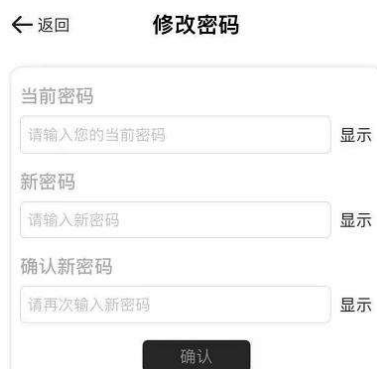 返回 修改密码
当前密码
请输入您的当前密码 显示
新密码
请输入新密码 显示
确认新密码
请再次输入新密码 显示
确认